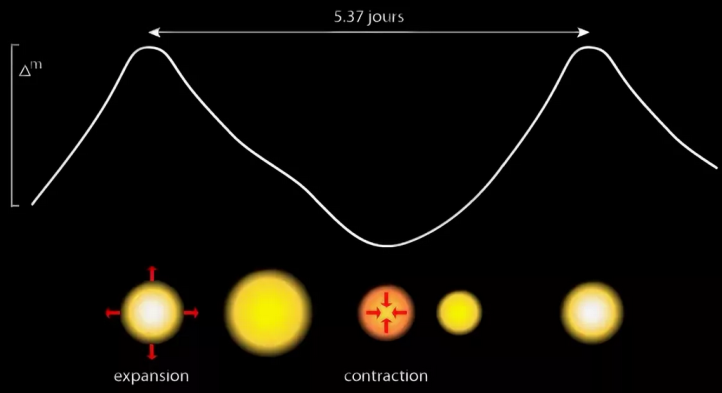 5.37 jours
Δm
expansion
contraction